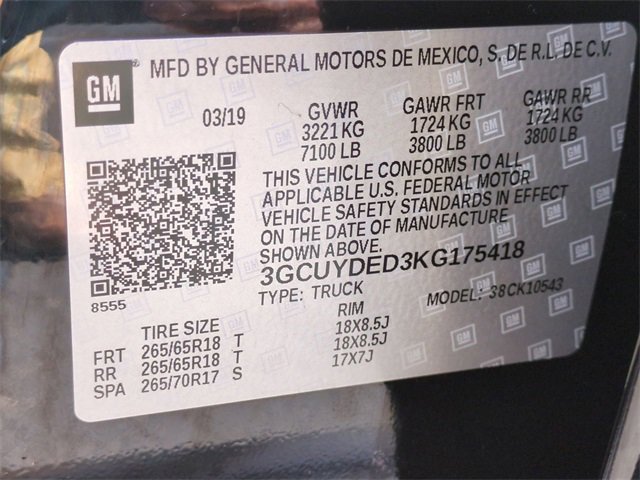 GM
® MFD BY GENERAL MOTORS DE MEXICO, S. DE R.L. DE C.V.
03/19 GVWR GAWR FRT GAWR RR
3221 KG 1724 KG 1724 KG
7100 LB 3800 LB 3800 LB
THIS VEHICLE CONFORMS TO ALL
APPLICABLE U.S. FEDERAL MOTOR
VEHICLE SAFETY STANDARDS IN EFFECT
ON THE DATE OF MANUFACTURE
SHOWN ABOVE.
3GCUYDED3KG175418
8555
TYPE: TRUCK MODEL: 38CK10543
TIRE SIZE RIM
FRT 265/65R18 T 18X8.5J
RR 265/65R18 T 18X8.5J
SPA 265/70R17 S 17X7J